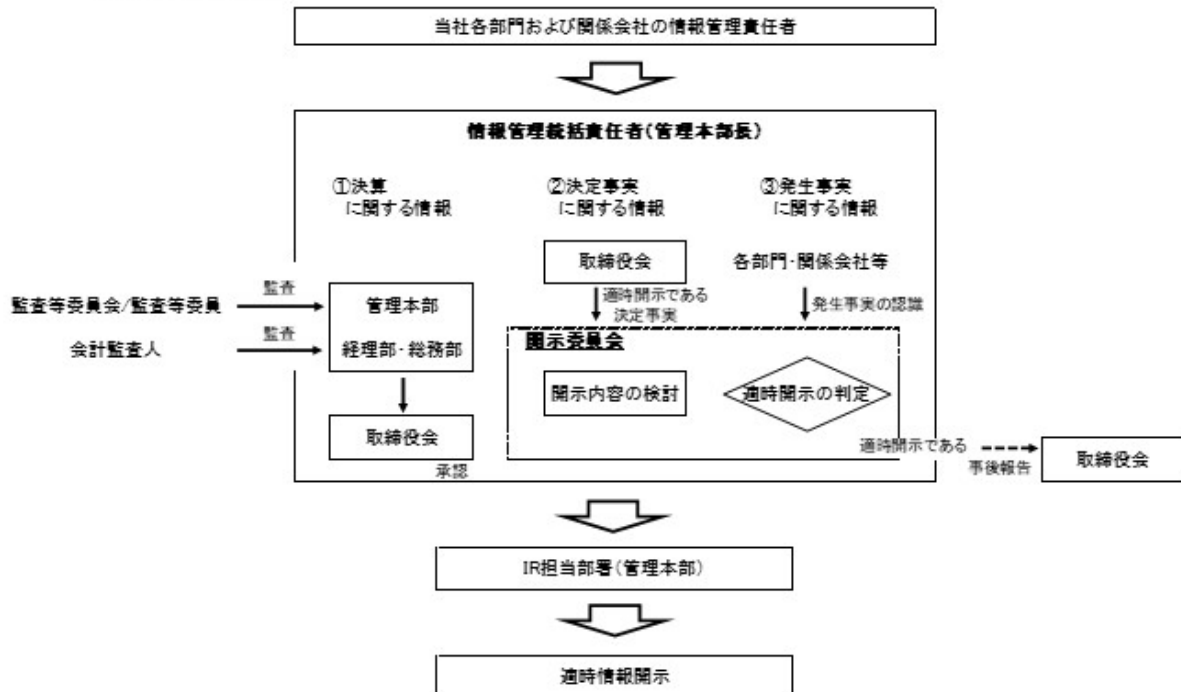 当社各部門および関係会社の情報管理責任者
情報管理統括責任者(管理本部長)
①決算
に関する情報
②決定事実
に関する情報
③発生事実
に関する情報
取締役会
各部門・関係会社等
適時開示である
決定事実
発生事実の認識
監査等委員会/監査等委員
監査
会計監査人
監査
管理本部
経理部・総務部
開示委員会
開示内容の検討
適時開示の判定
取締役会
承認
適時開示である
事後報告
取締役会
IR担当部署(管理本部)
適時情報開示